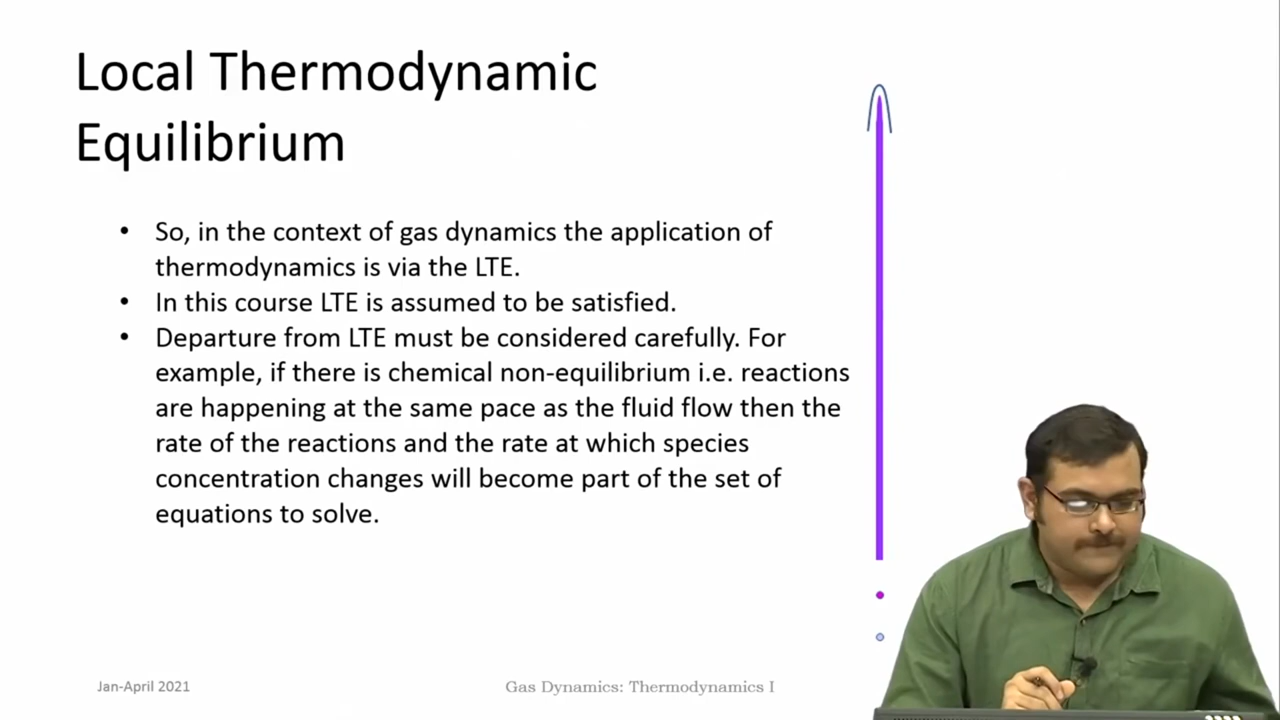 Local Thermodynamic
Equilibrium
• So, in the context of gas dynamics the application of
thermodynamics is via the LTE.
• In this course LTE is assumed to be satisfied.
• Departure from LTE must be considered carefully. For
example, if there is chemical non-equilibrium i.e. reactions
are happening at the same pace as the fluid flow then the
rate of the reactions and the rate at which species
concentration changes will become part of the set of
equations to solve.
Jan-April 2021
Gas Dynamics: Thermodynamics I